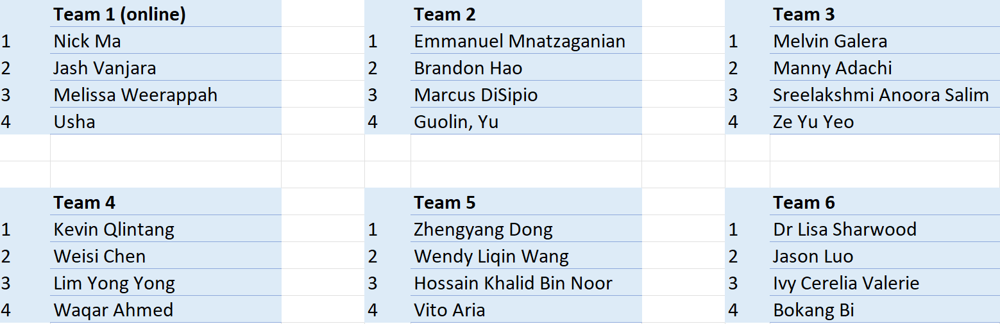 Team 1 (online)
1 Nick Ma
2 Jash Vanjara
3 Melissa Weerappah
4 Usha
Team 2
1 Emmanuel Mnatzaganian
2 Brandon Hao
3 Marcus DiSipio
4 Guolin, Yu
Team 3
1 Melvin Galera
2 Manny Adachi
3 Sreelakshmi Anoora Salim
4 Ze Yu Yeo
Team 4
1 Kevin Qlintang
2 Weisi Chen
3 Lim Yong Yong
4 Waqar Ahmed
Team 5
1 Zhengyang Dong
2 Wendy Liqin Wang
3 Hossain Khalid Bin Noor
4 Vito Aria
Team 6
1 Dr Lisa Sharwood
2 Jason Luo
3 Ivy Cerelia Valerie
4 Bokang Bi